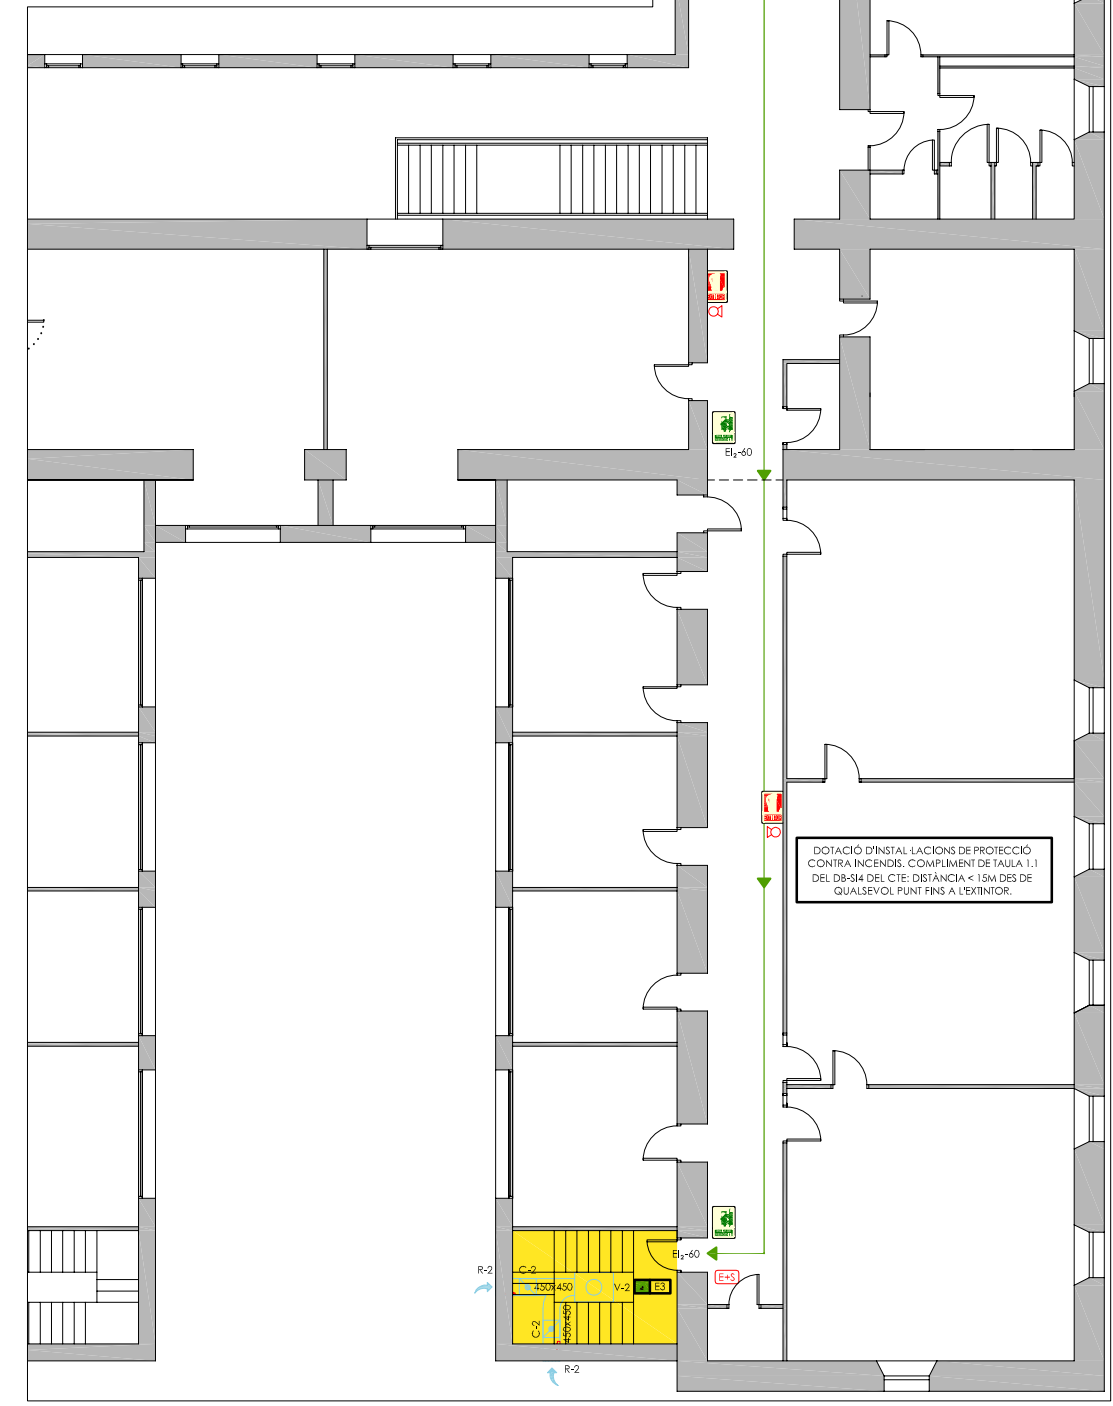 EI₂-60
DOTACIÓ D'INSTAL·LACIONS DE PROTECCIÓ
CONTRA INCENDIS. COMPLIMENT DE TAULA 1.1
DEL DB-SI4 DEL CTE: DISTÀNCIA < 15M DES DE
QUALSEVOL PUNT FINS A L'EXTINTOR.
EI₂-60
R-2
C-2
E+S
450x450
V-2
E3
C-2
450x450
R-2